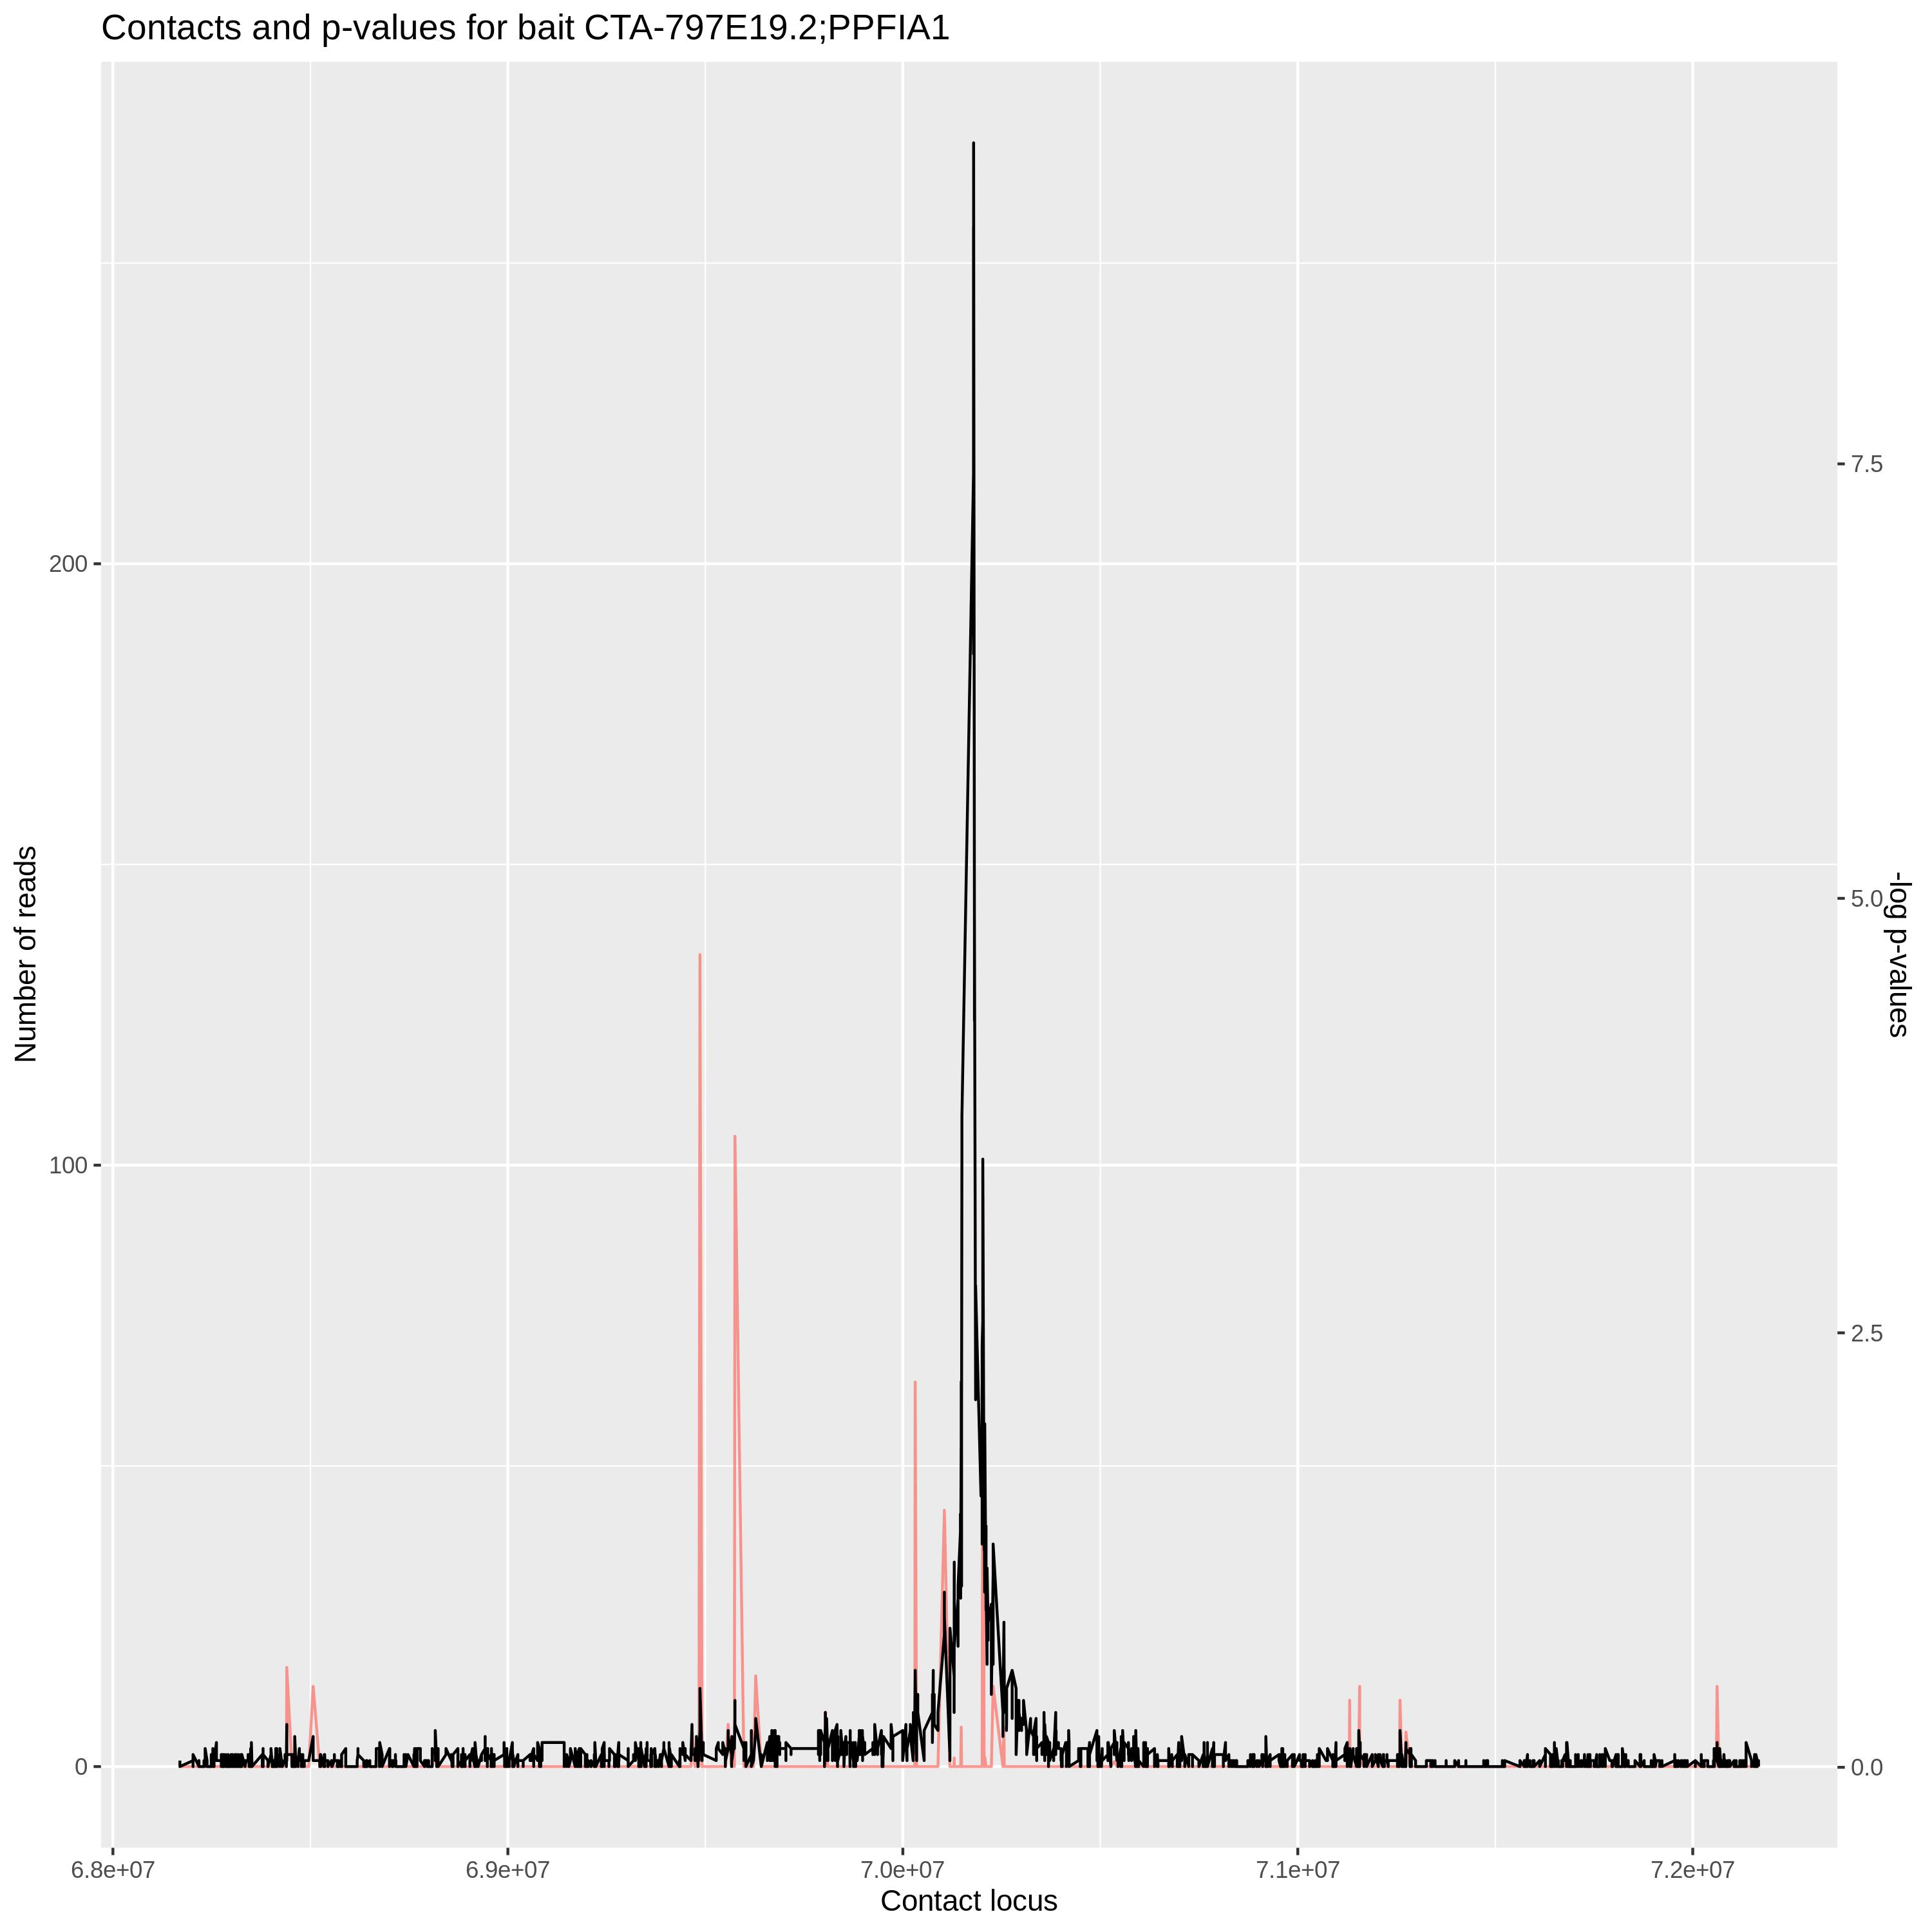 Contacts and p-values for bait CTA-797E19.2;PPFIA1
Number of reads
200
100
0
7.5
5.0
2.5
0.0
-log p-values
6.8e+07
6.9e+07
7.0e+07
7.1e+07
7.2e+07
Contact locus